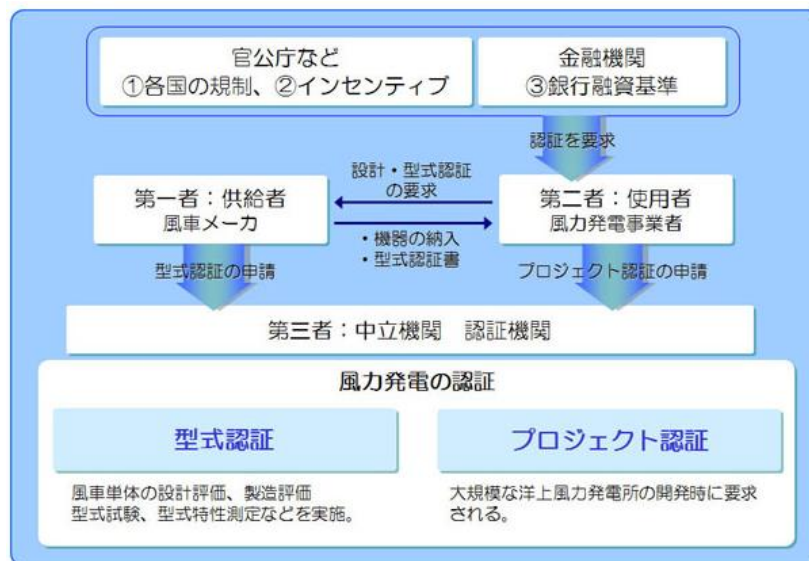 官公庁など
①各国の規制、②インセンティブ
金融機関
③銀行融資基準
認証を要求
設計・型式認証
の要求
第一者：供給者
風車メーカ
第二者：使用者
風力発電事業者
・機器の納入
・型式認証書
型式認証の申請
プロジェクト認証の申請
第三者：中立機関　認証機関
風力発電の認証
型式認証
プロジェクト認証
風車単体の設計評価、製造評価
型式試験、型式特性測定などを実施。
大規模な洋上風力発電所の開発時に要求
される。